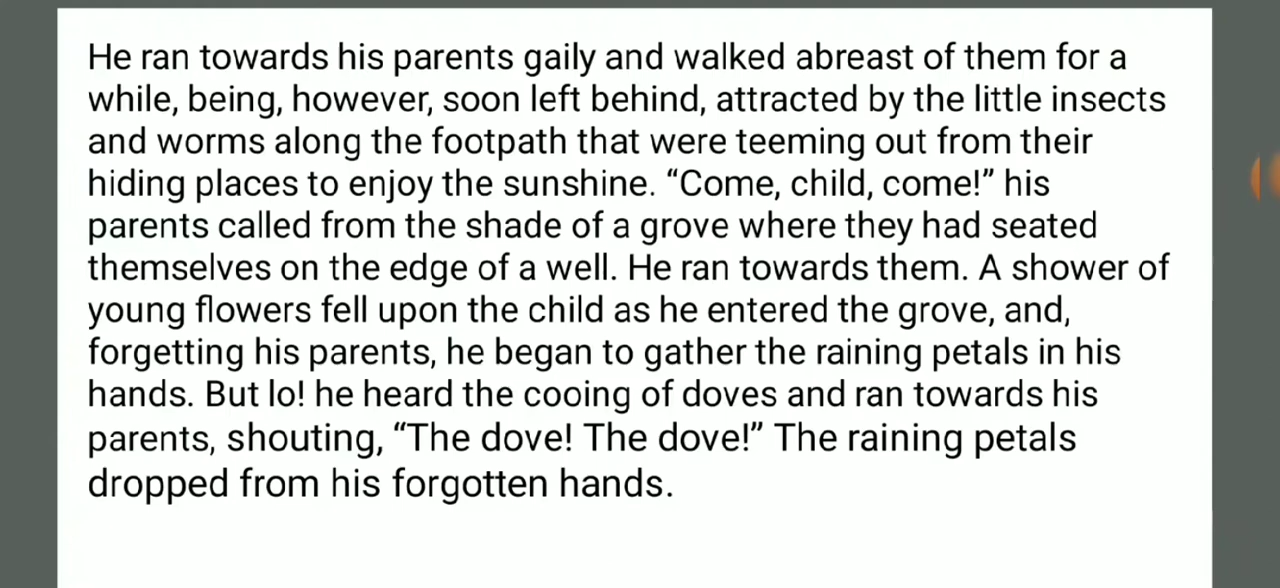 He ran towards his parents gaily and walked abreast of them for a
while, being, however, soon left behind, attracted by the little insects
and worms along the footpath that were teeming out from their
hiding places to enjoy the sunshine. “Come, child, come!” his
parents called from the shade of a grove where they had seated
themselves on the edge of a well. He ran towards them. A shower of
young flowers fell upon the child as he entered the grove, and,
forgetting his parents, he began to gather the raining petals in his
hands. But lo! he heard the cooing of doves and ran towards his
parents, shouting, “The dove! The dove!” The raining petals
dropped from his forgotten hands.